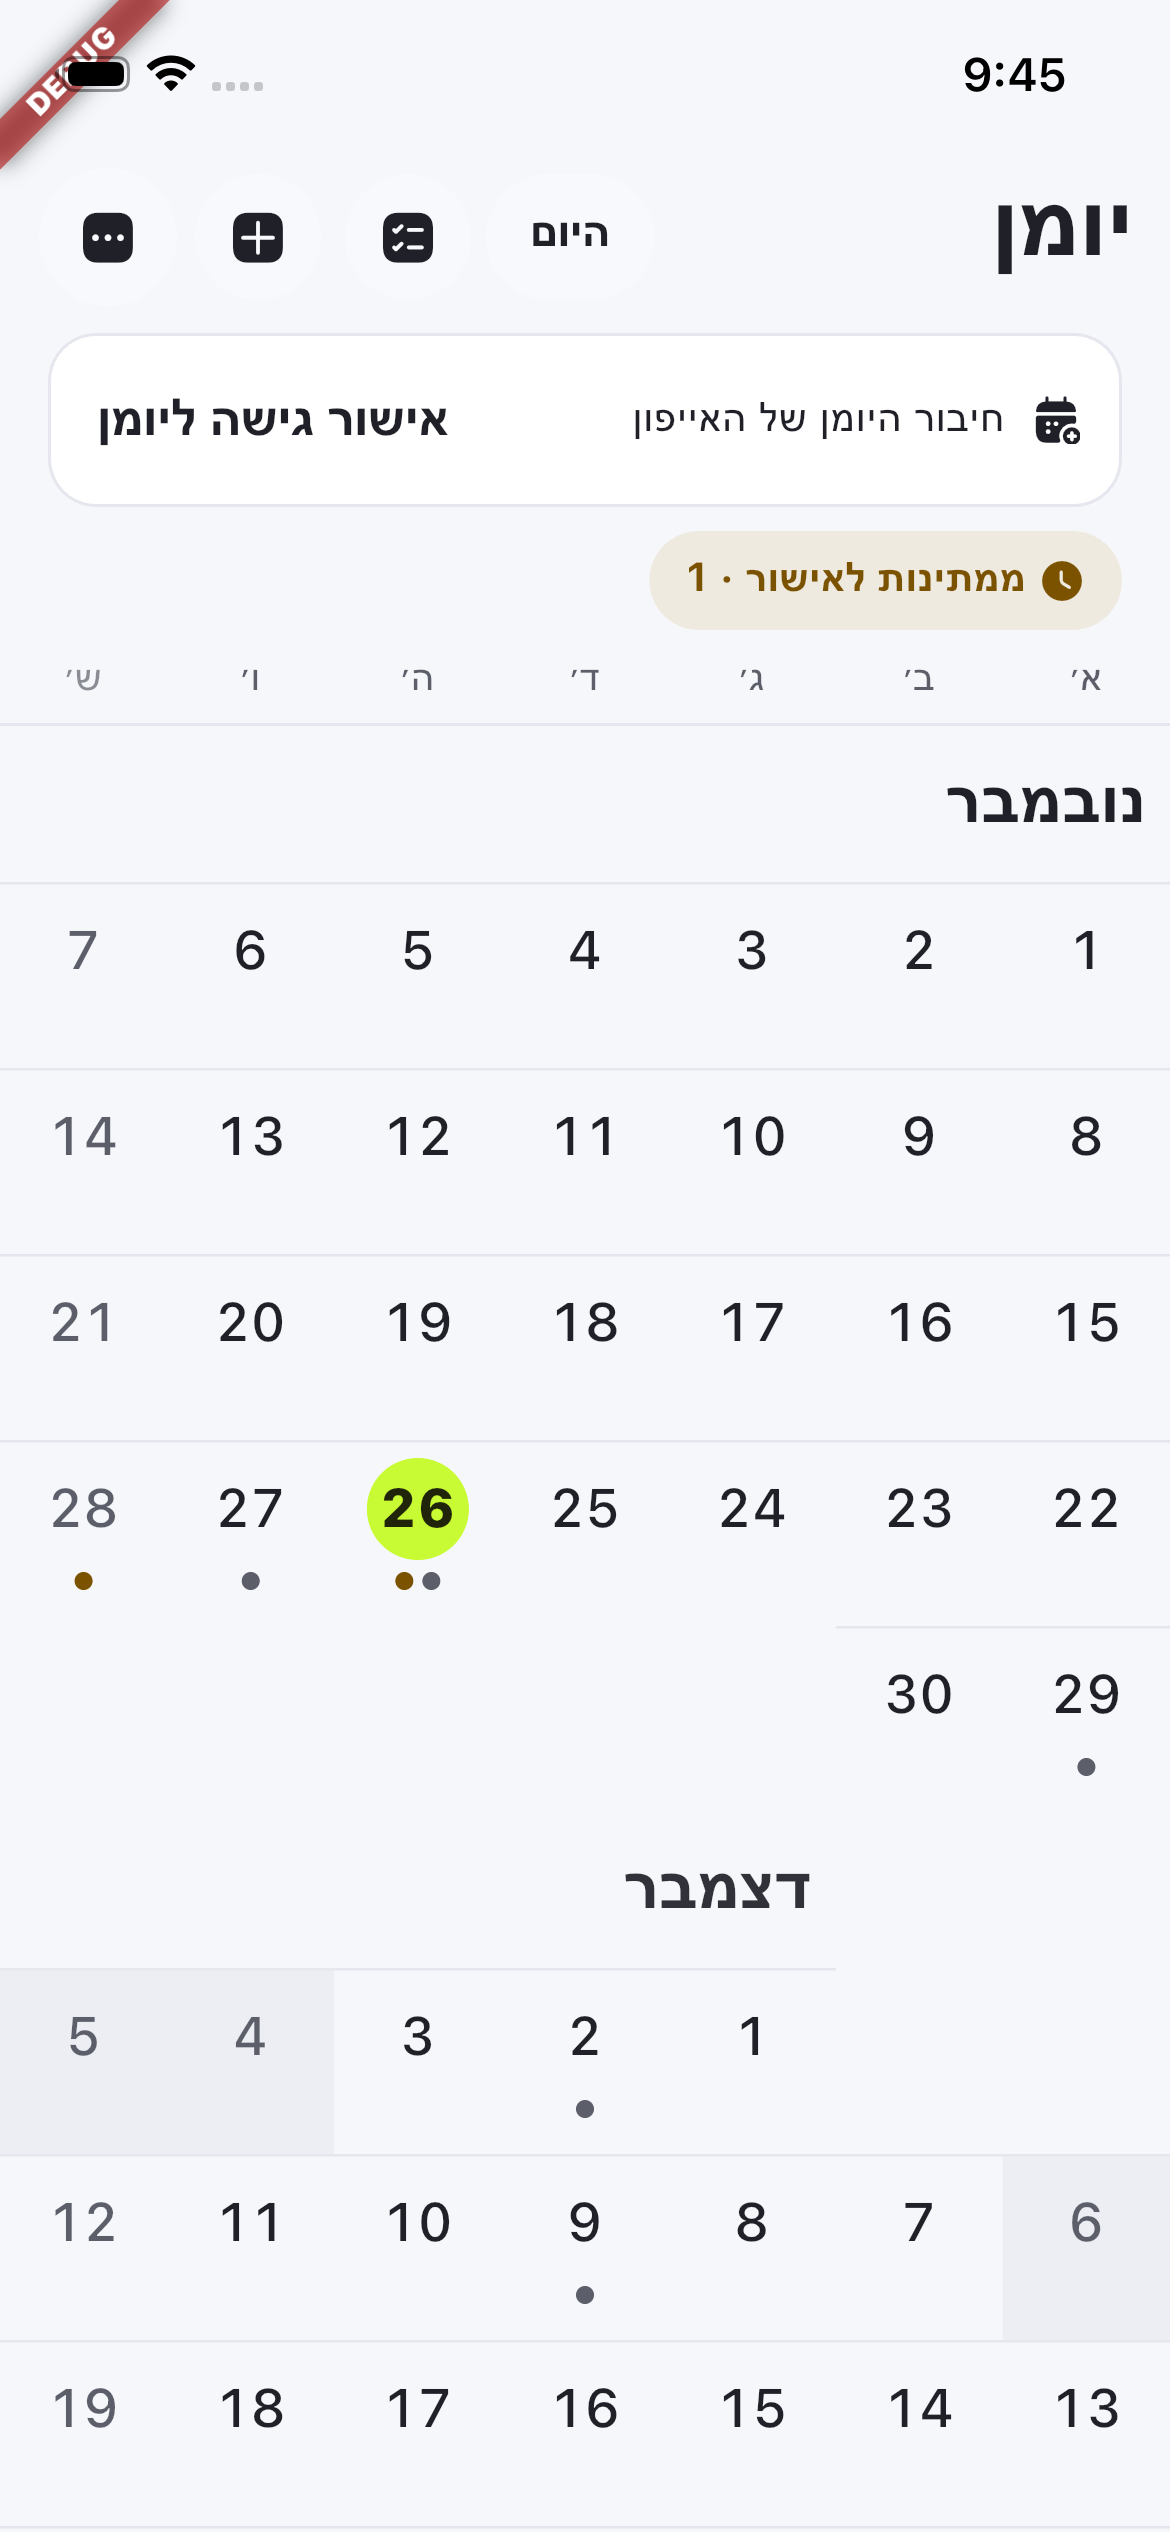 9:45
DEBUG
יומן
היום
חיבור היומן של האייפון אישור גישה ליומן
ממתינות לאישור · 1
א׳ ב׳ ג׳ ד׳ ה׳ ו׳ ש׳
נובמבר
1 2 3 4 5 6 7
8 9 10 11 12 13 14
15 16 17 18 19 20 21
22 23 24 25 26 27 28
29 30
דצמבר
1 2 3 4 5
6 7 8 9 10 11 12
13 14 15 16 17 18 19